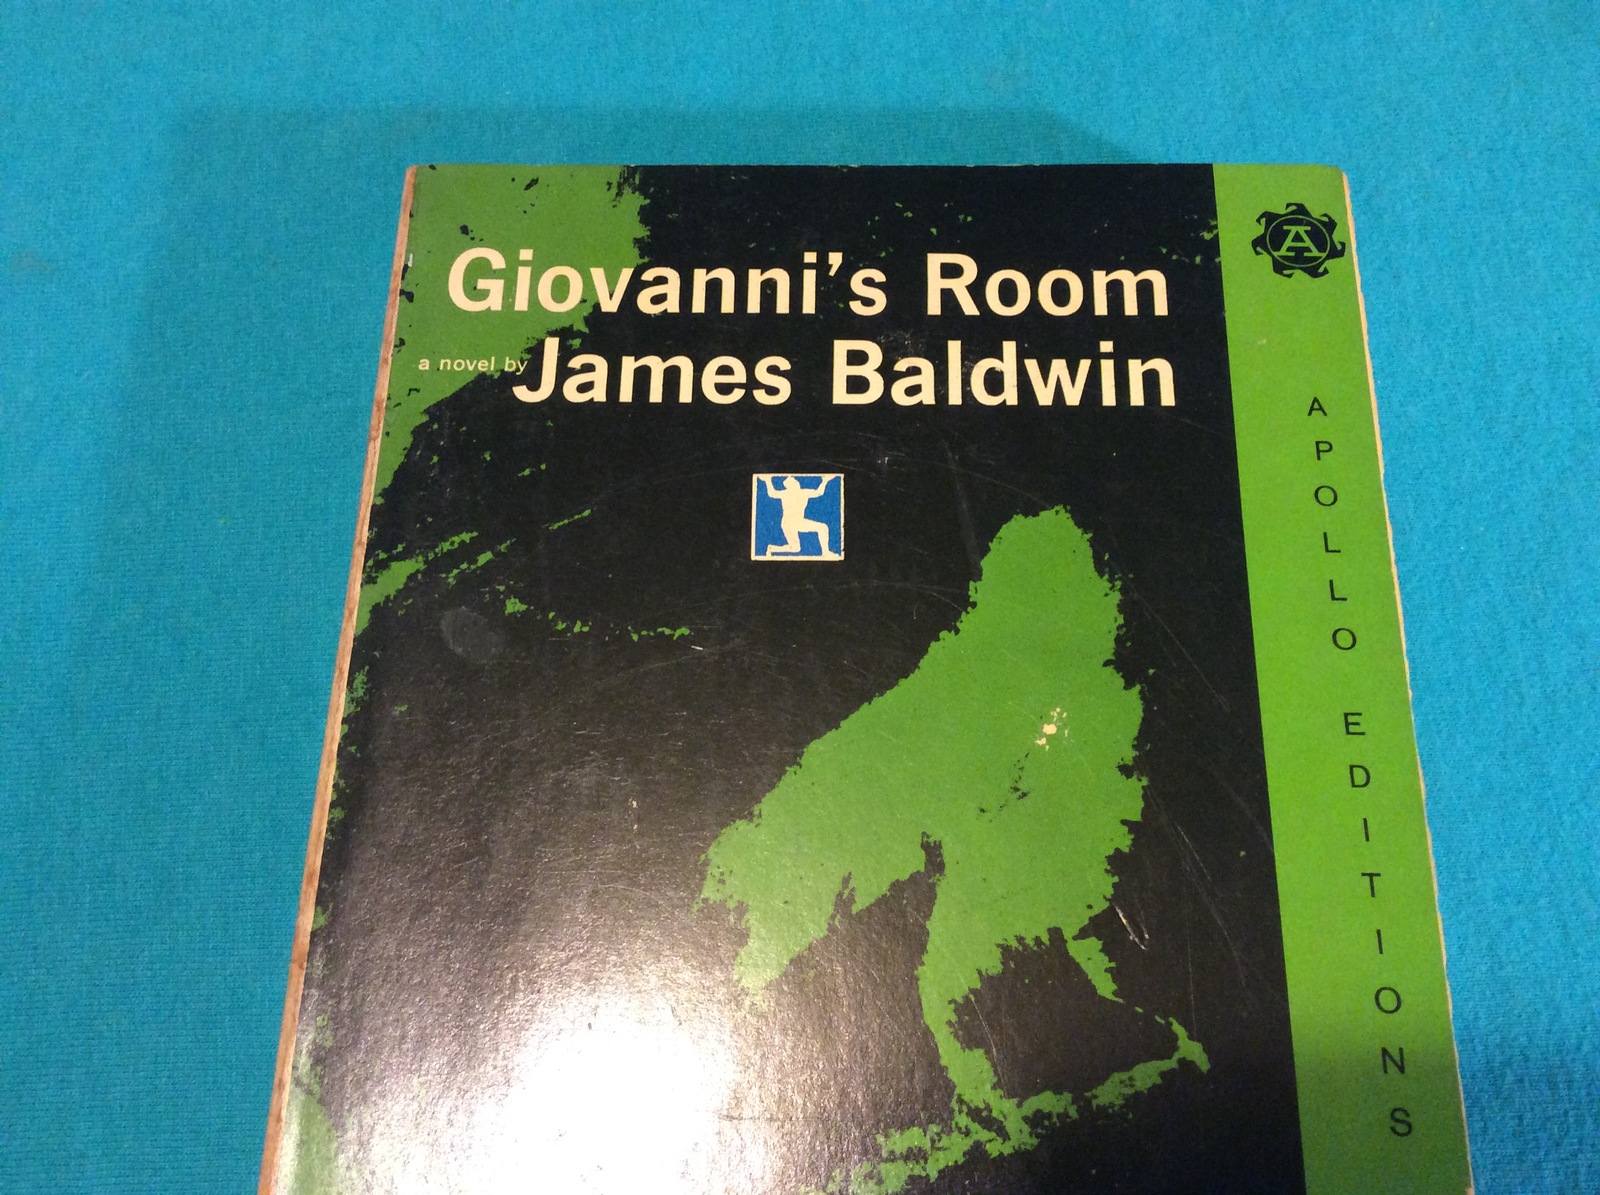 Giovanni's Room
a novel by James Baldwin
A
APOLLO EDITIONS